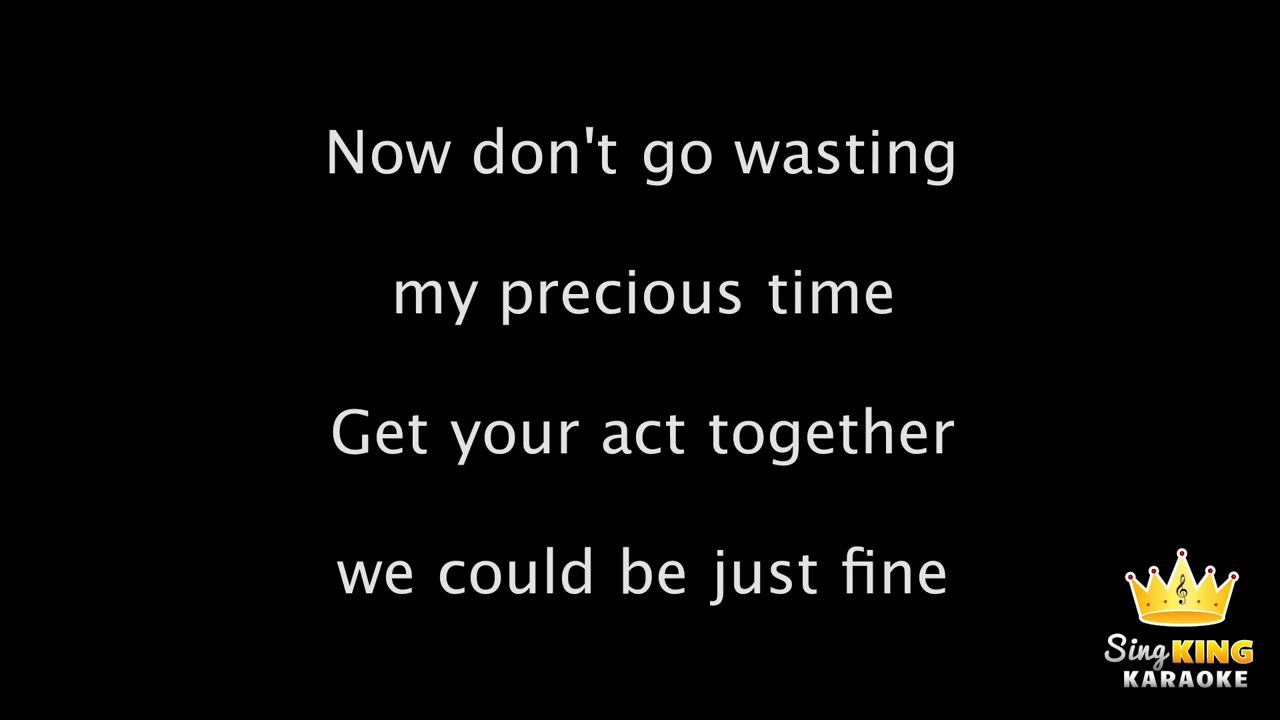 Now don't go wasting
my precious time
Get your act together
we could be just fine
Sing KING
KARAOKE